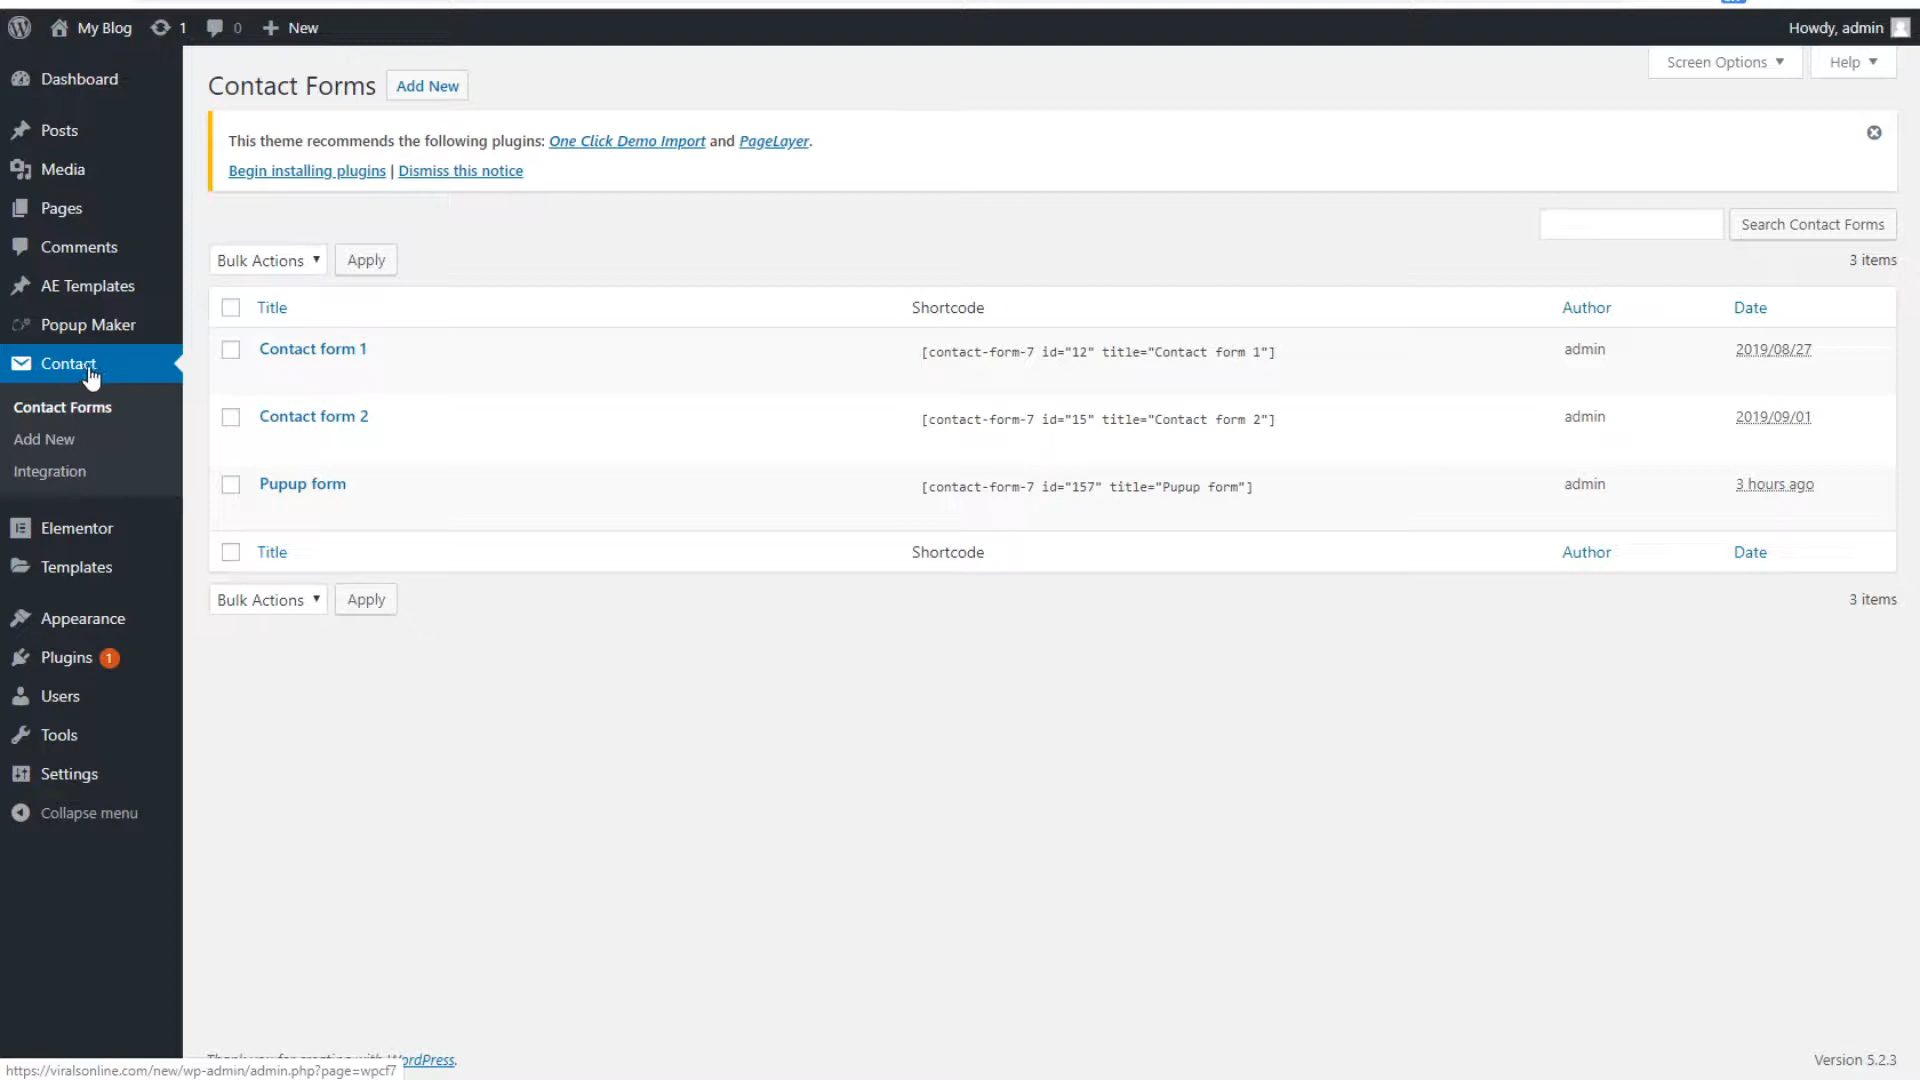 My Blog 1 0 New Howdy, admin
Screen Options ▼ Help ▼
Dashboard
Posts
Media
Pages
Comments
AE Templates
Popup Maker
Contact
Contact Forms
Add New
Integration
Elementor
Templates
Appearance
Plugins 1
Users
Tools
Settings
Collapse menu
Contact Forms Add New
This theme recommends the following plugins: One Click Demo Import and PageLayer.
Begin installing plugins | Dismiss this notice
Search Contact Forms
Bulk Actions ▼ Apply 3 items
Title Shortcode Author Date
Contact form 1 [contact-form-7 id="12" title="Contact form 1"] admin 2019/08/27
Contact form 2 [contact-form-7 id="15" title="Contact form 2"] admin 2019/09/01
Pupup form [contact-form-7 id="157" title="Pupup form"] admin 3 hours ago
Title Shortcode Author Date
Bulk Actions ▼ Apply 3 items
Thank you for creating with WordPress. Version 5.2.3
https://viralsonline.com/new/wp-admin/admin.php?page=wpcf7